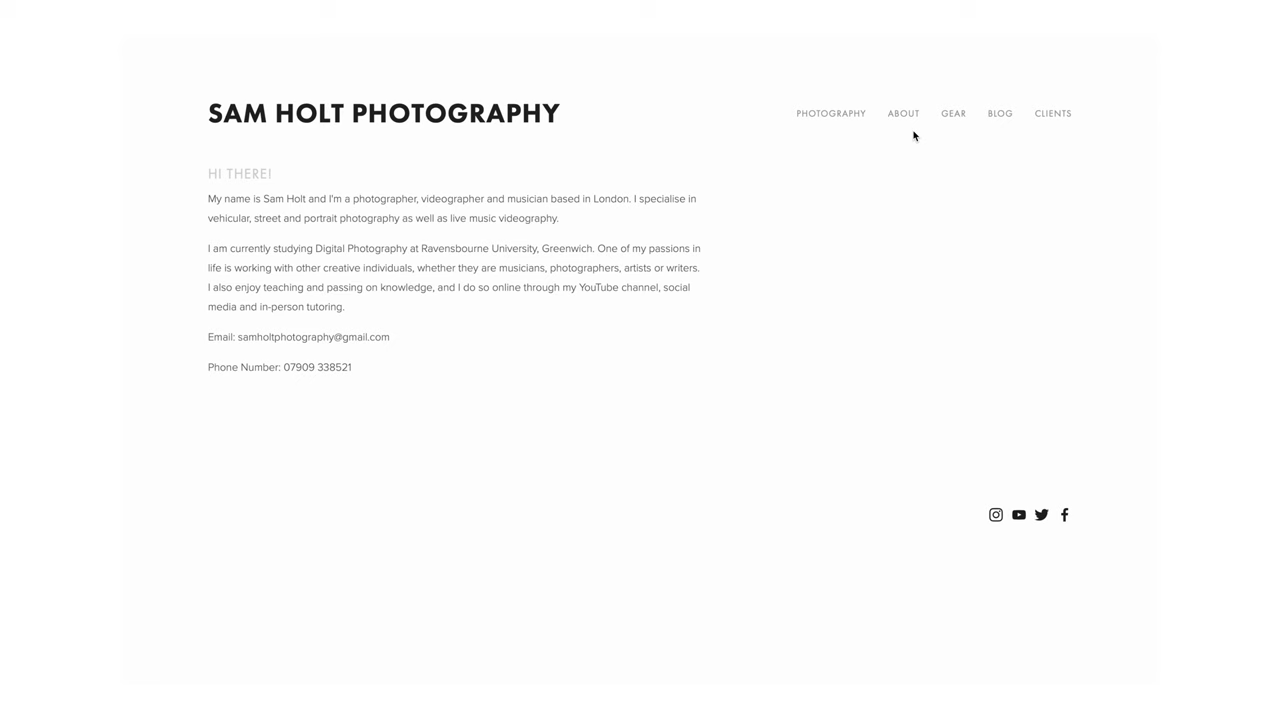 SAM HOLT PHOTOGRAPHY
PHOTOGRAPHY ABOUT GEAR BLOG CLIENTS
HI THERE!
My name is Sam Holt and I'm a photographer, videographer and musician based in London. I specialise in
vehicular, street and portrait photography as well as live music videography.
I am currently studying Digital Photography at Ravensbourne University, Greenwich. One of my passions in
life is working with other creative individuals, whether they are musicians, photographers, artists or writers.
I also enjoy teaching and passing on knowledge, and I do so online through my YouTube channel, social
media and in-person tutoring.
Email: samholtphotography@gmail.com
Phone Number: 07909 338521